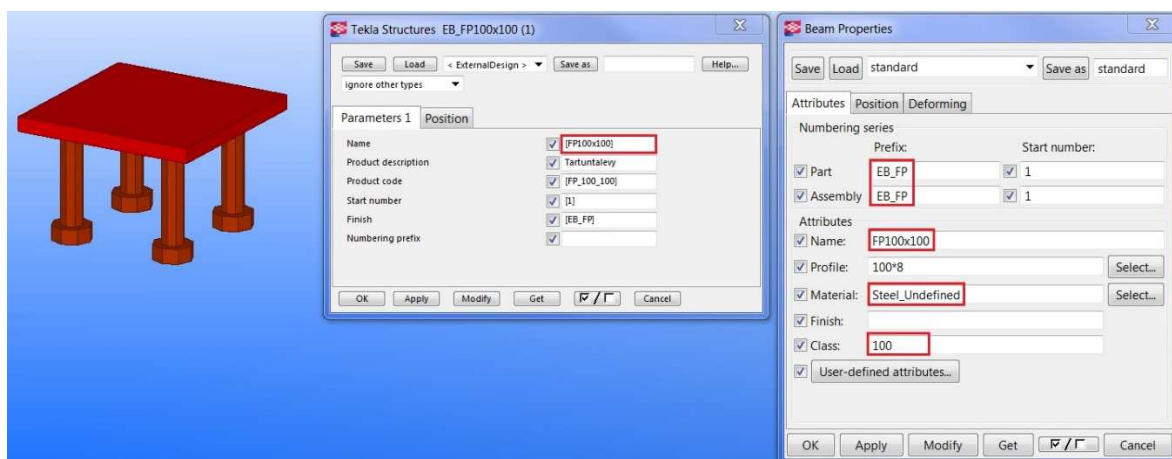 Tekla Structures EB_FP100x100 (1)
Save Load < ExternalDesign > Save as Help...
ignore other types
Parameters 1 Position
Name [FP100x100]
Product description Tartuntalevy
Product code [FP_100_100]
Start number [1]
Finish [EB_FP]
Numbering prefix
OK Apply Modify Get / Cancel
Beam Properties
Save Load standard Save as standard
Attributes Position Deforming
Numbering series
Prefix: Start number:
Part EB_FP 1
Assembly EB_FP 1
Attributes
Name: FP100x100
Profile: 100*8 Select...
Material: Steel_Undefined Select...
Finish:
Class: 100
User-defined attributes...
OK Apply Modify Get / Cancel